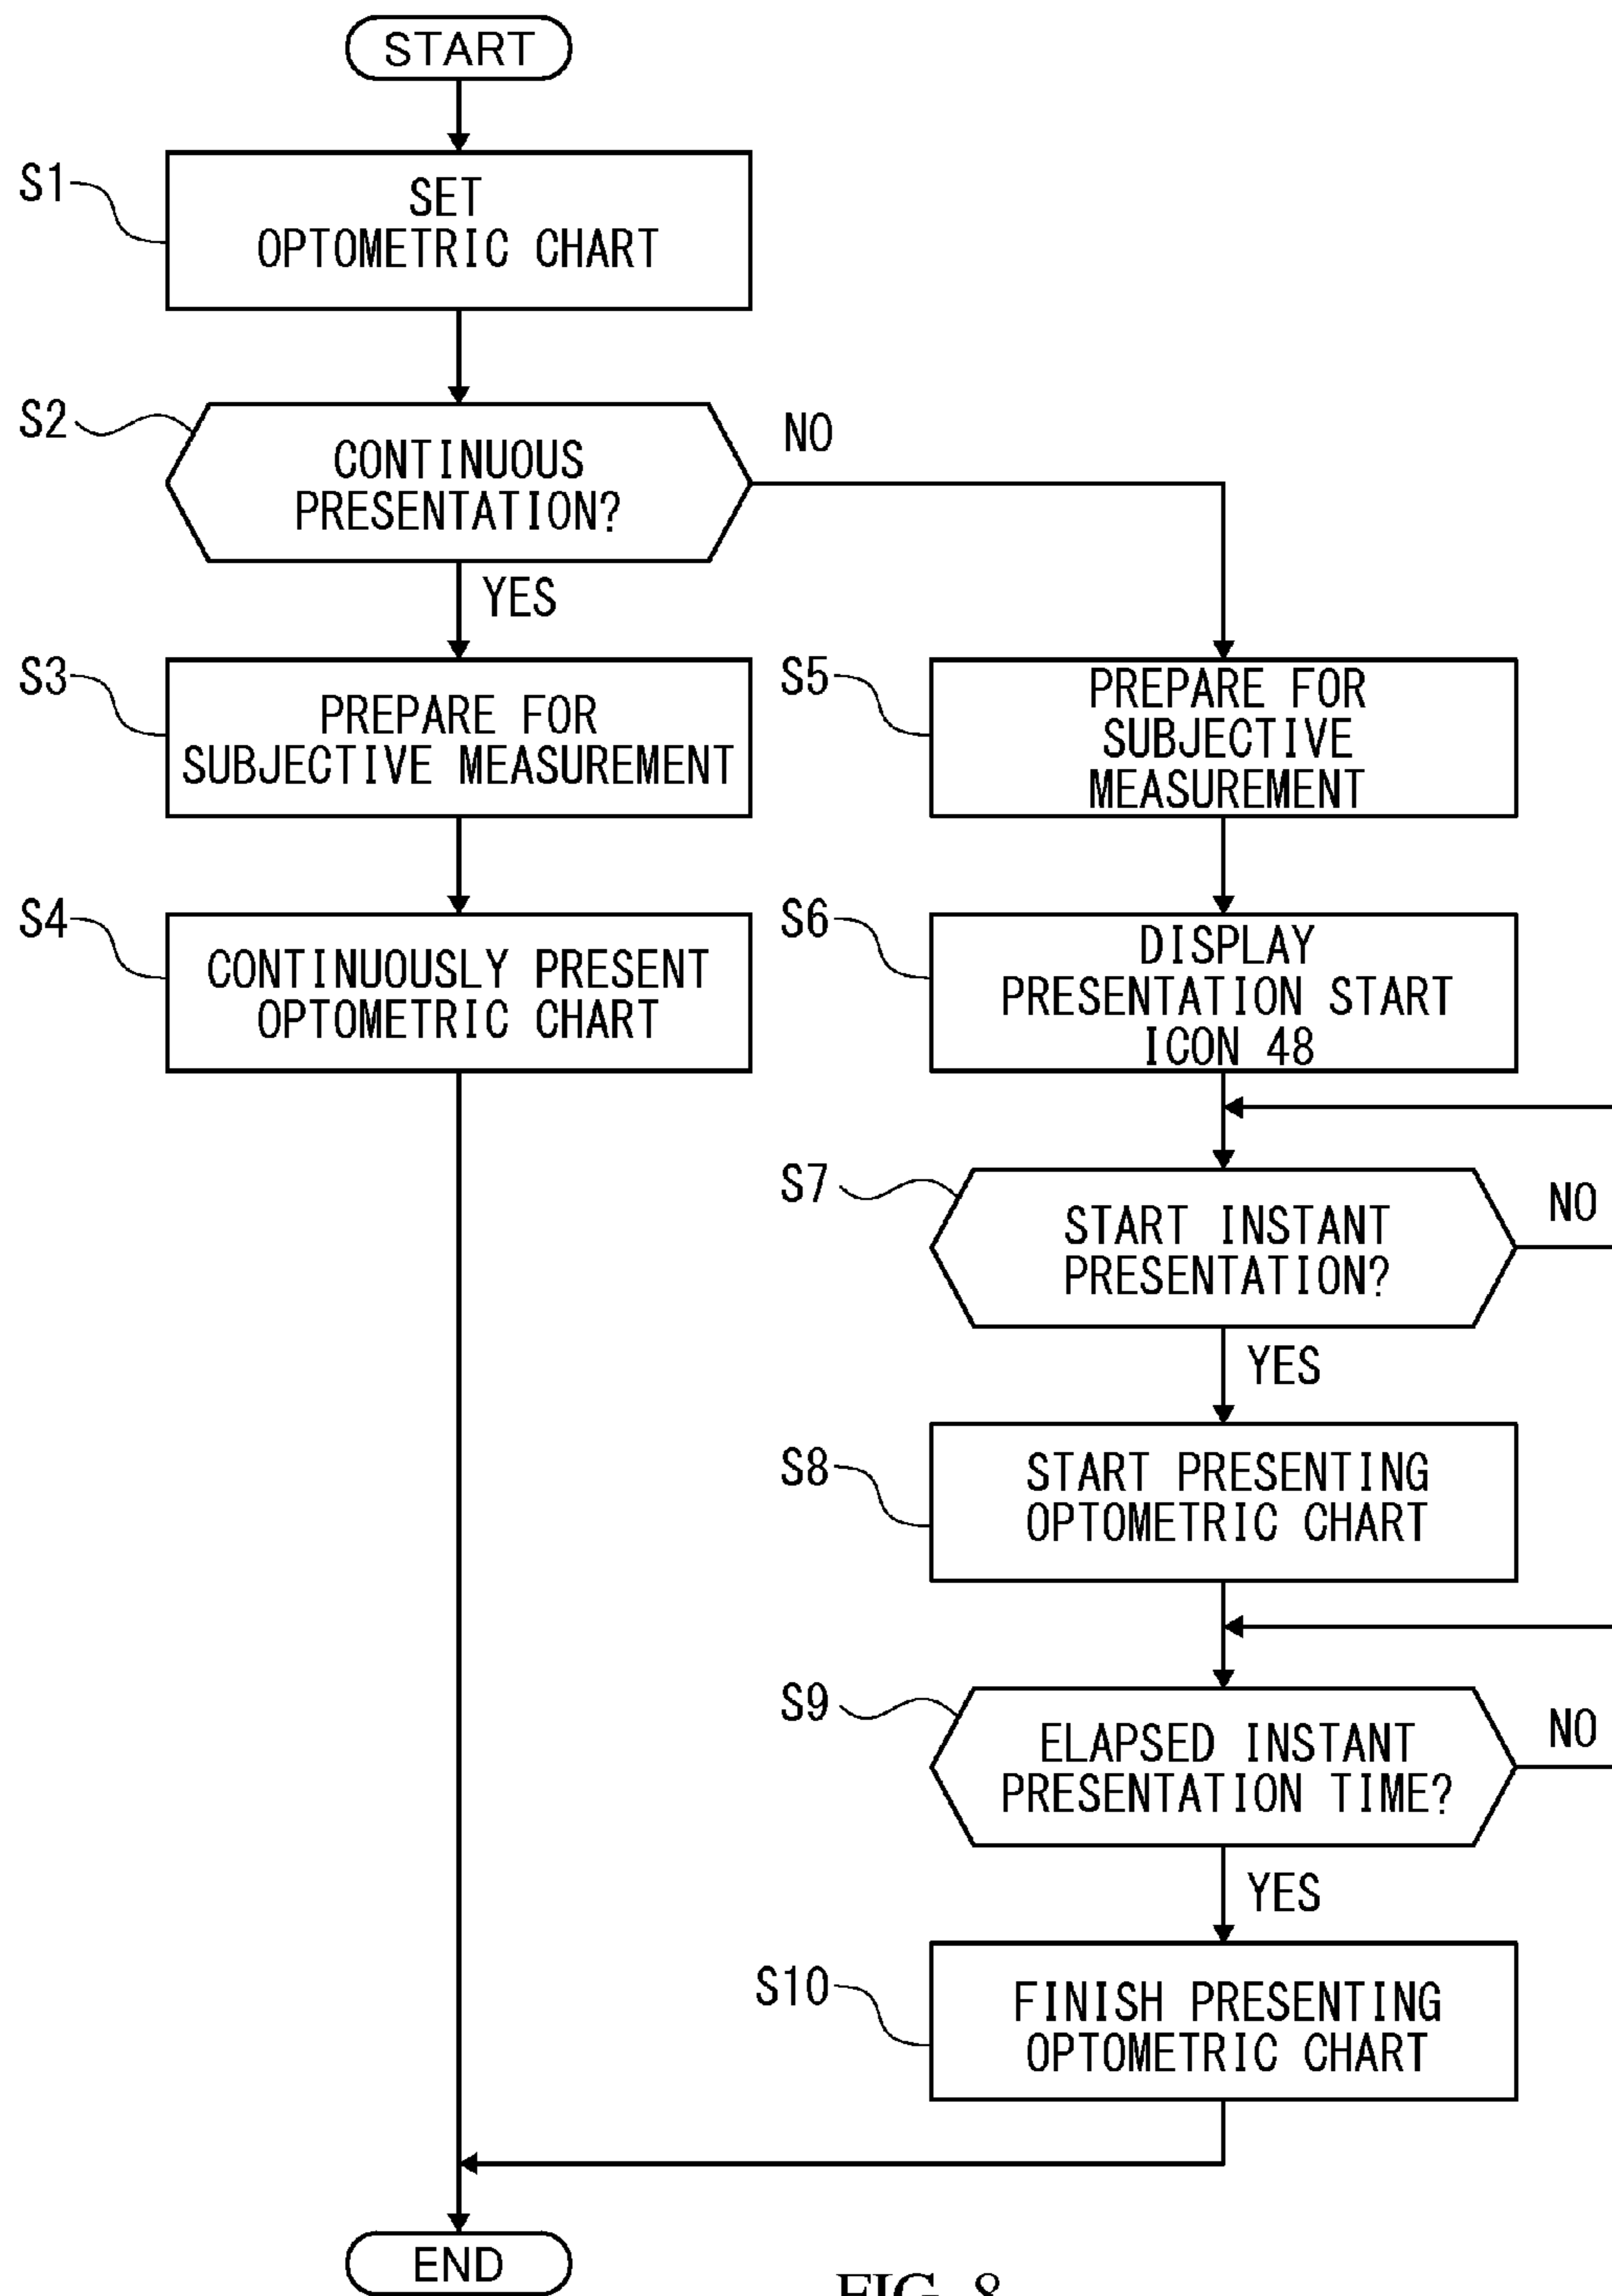 START
S1
SET
OPTOMETRIC CHART
S2
CONTINUOUS
PRESENTATION?
NO
YES
S3
PREPARE FOR
SUBJECTIVE MEASUREMENT
S5
PREPARE FOR
SUBJECTIVE
MEASUREMENT
S4
CONTINUOUSLY PRESENT
OPTOMETRIC CHART
S6
DISPLAY
PRESENTATION START
ICON 48
S7
START INSTANT
PRESENTATION?
NO
YES
S8
START PRESENTING
OPTOMETRIC CHART
S9
ELAPSED INSTANT
PRESENTATION TIME?
NO
YES
S10
FINISH PRESENTING
OPTOMETRIC CHART
END
FIG. 8